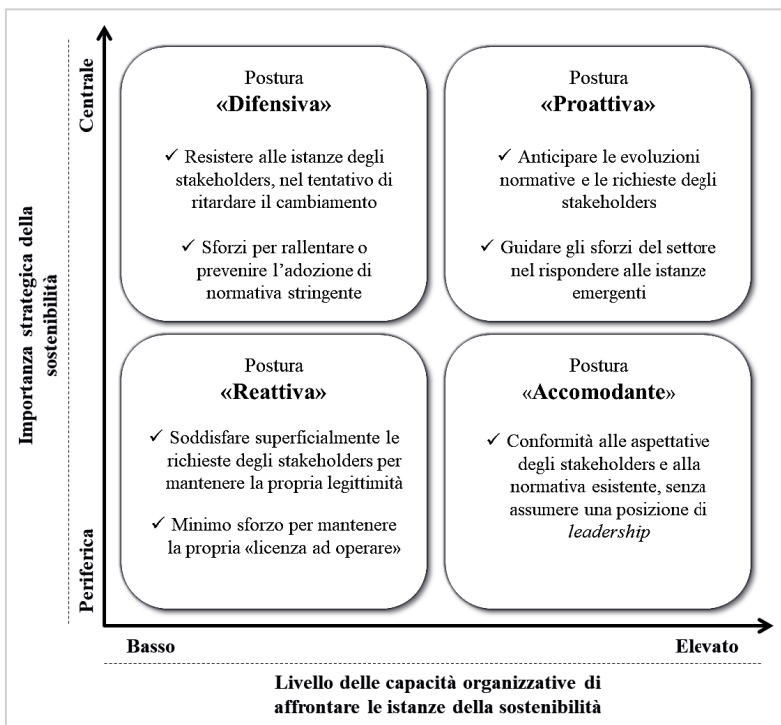 Importanza strategica della
sostenibilità
Centrale
Periferica
Postura
«Difensiva»
✓ Resistere alle istanze degli
stakeholders, nel tentativo di
ritardare il cambiamento
✓ Sforzi per rallentare o
prevenire l’adozione di
normativa stringente
Postura
«Proattiva»
✓ Anticipare le evoluzioni
normative e le richieste degli
stakeholders
✓ Guidare gli sforzi del settore
nel rispondere alle istanze
emergenti
Postura
«Reattiva»
✓ Soddisfare superficialmente le
richieste degli stakeholders per
mantenere la propria legittimità
✓ Minimo sforzo per mantenere
la propria «licenza ad operare»
Postura
«Accomodante»
✓ Conformità alle aspettative
degli stakeholders e alla
normativa esistente, senza
assumere una posizione di
leadership
Basso
Elevato
Livello delle capacità organizzative di
affrontare le istanze della sostenibilità